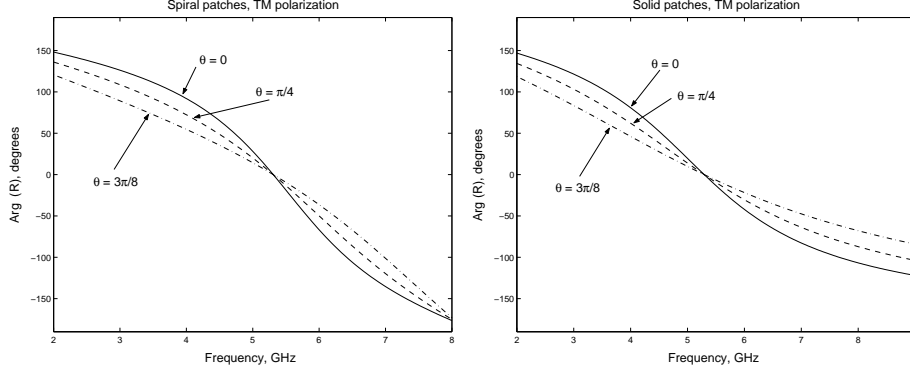 Spiral patches, TM polarization
150
100
50
0
−50
−100
−150
2
3
4
5
6
7
8
Frequency, GHz
Arg (R), degrees
θ = 0
θ = π/4
θ = 3π/8
Solid patches, TM polarization
150
100
50
0
−50
−100
−150
2
3
4
5
6
7
8
Frequency, GHz
Arg (R), degrees
θ = 0
θ = π/4
θ = 3π/8